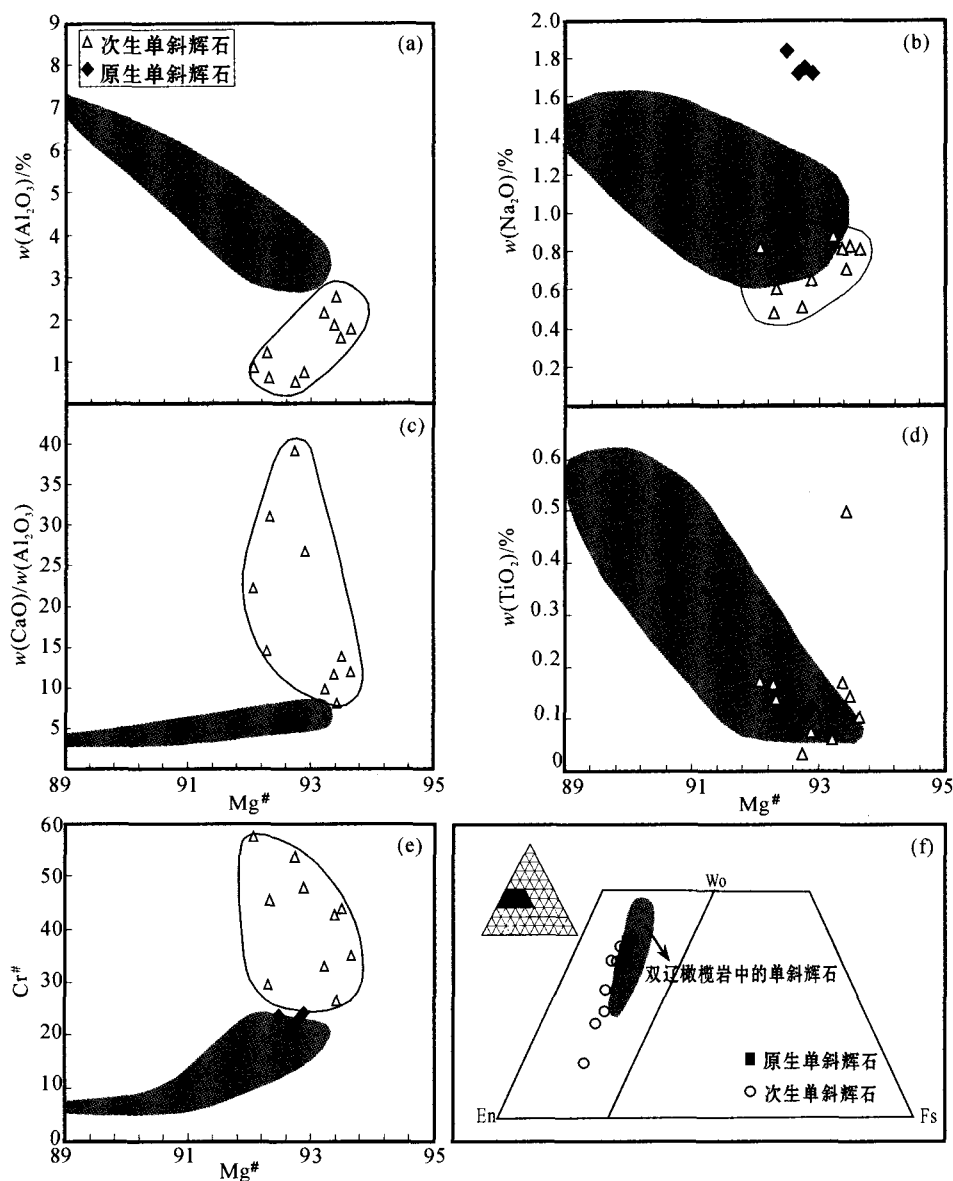 (a)
△ 次生单斜辉石
◆ 原生单斜辉石
w(Al₂O₃)/%
9
8
7
6
5
4
3
2
1
(b)
w(Na₂O)/%
2.0
1.8
1.6
1.4
1.2
1.0
0.8
0.6
0.4
0.2
(c)
w(CaO)/w(Al₂O₃)
40
35
30
25
20
15
10
5
89 91 93 95
Mg#
(d)
w(TiO₂)/%
0.6
0.5
0.4
0.3
0.2
0.1
0
89 91 93 95
Mg#
(e)
Cr#
60
50
40
30
20
10
0
89 91 93 95
Mg#
(f)
Wo
双辽橄榄岩中的单斜辉石
■ 原生单斜辉石
○ 次生单斜辉石
En
Fs